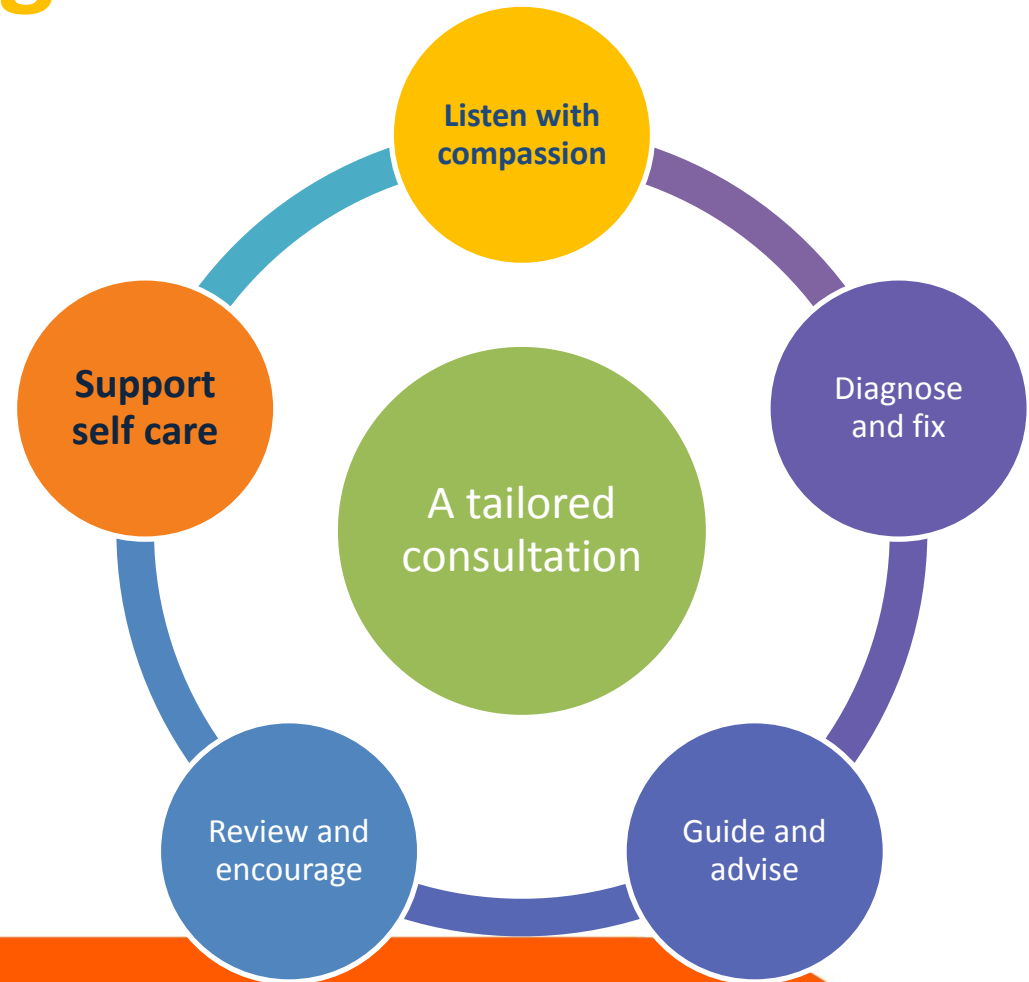 g
Listen with
compassion
Diagnose
and fix
Guide and
advise
Review and
encourage
Support
self care
A tailored
consultation